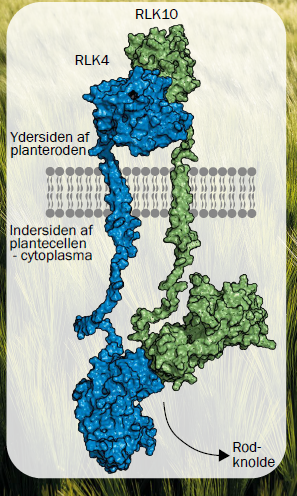 RLK10
RLK4
Ydersiden af
planteroden
Indersiden af
plantecellen
- cytoplasma
Rod-
knolde